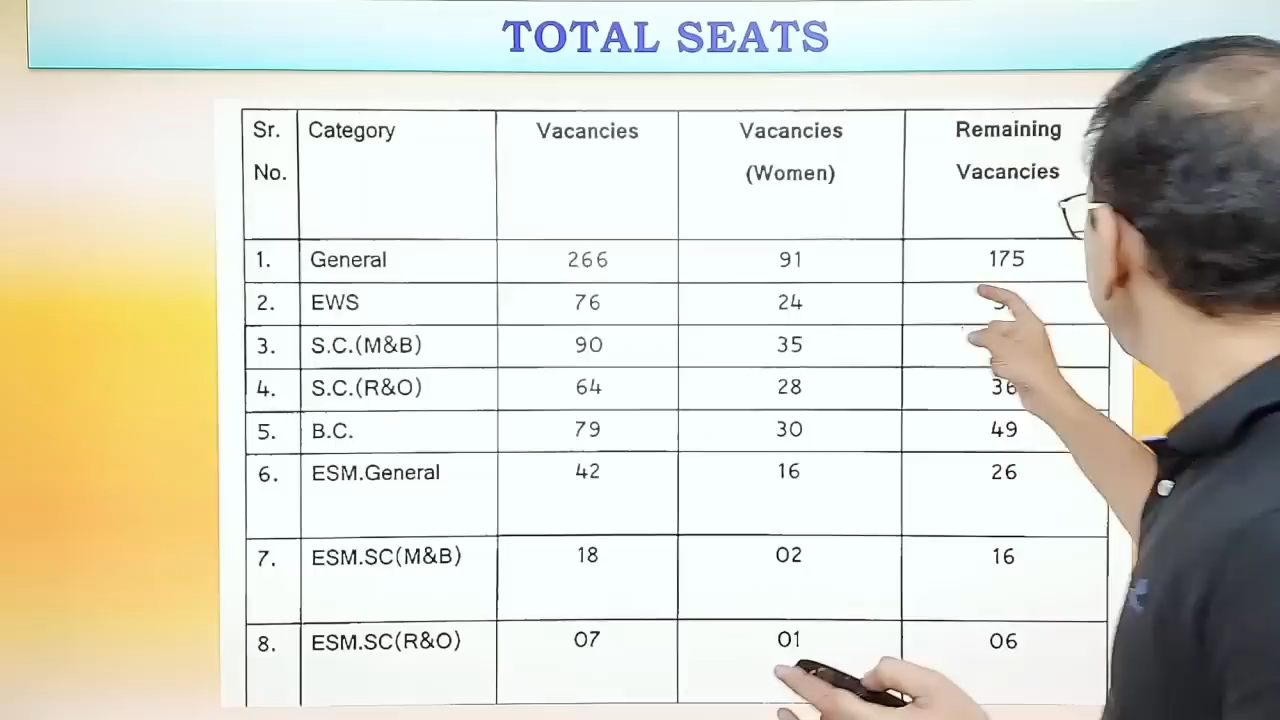 TOTAL SEATS
Sr. No. Category Vacancies Vacancies (Women) Remaining Vacancies
1. General 266 91 175
2. EWS 76 24
3. S.C.(M&B) 90 35
4. S.C.(R&O) 64 28 36
5. B.C. 79 30 49
6. ESM.General 42 16 26
7. ESM.SC(M&B) 18 02 16
8. ESM.SC(R&O) 07 01 06